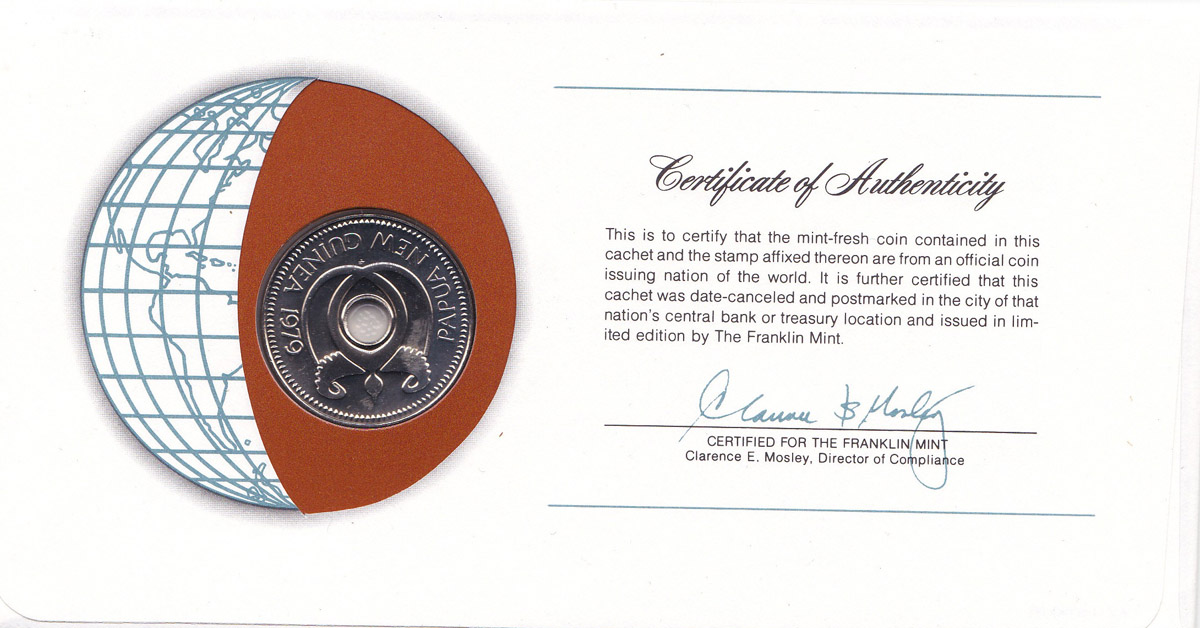 PAPUA NEW GUINEA 1979
Certificate of Authenticity
This is to certify that the mint-fresh coin contained in this
cachet and the stamp affixed thereon are from an official coin
issuing nation of the world. It is further certified that this
cachet was date-canceled and postmarked in the city of that
nation's central bank or treasury location and issued in lim-
ited edition by The Franklin Mint.
Clarence B Mosley
CERTIFIED FOR THE FRANKLIN MINT
Clarence E. Mosley, Director of Compliance